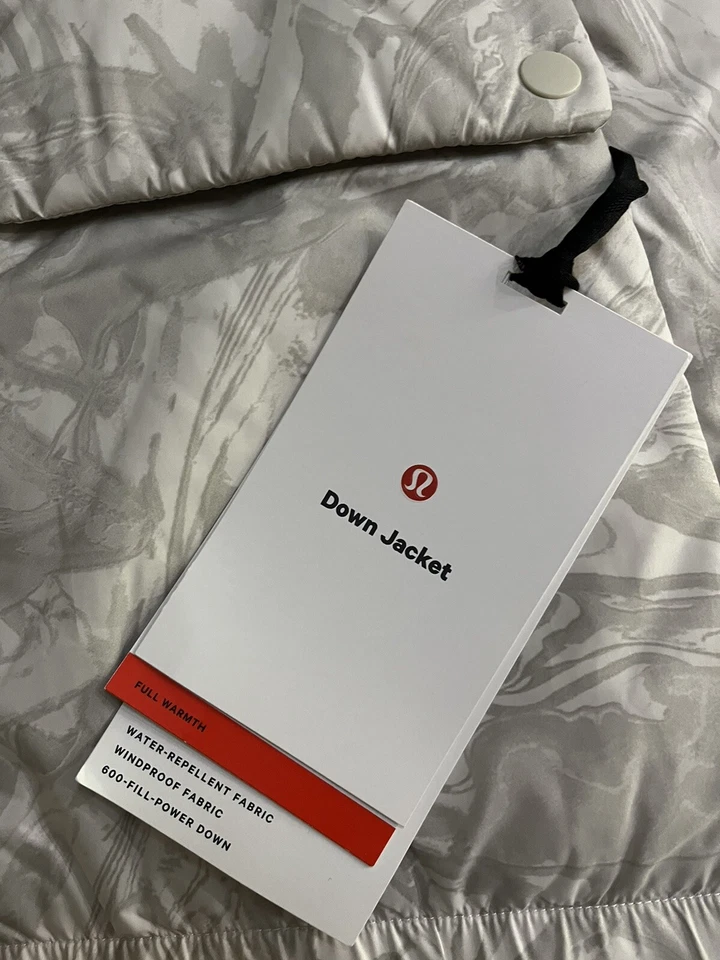 Down Jacket
FULL WARMTH
WATER-REPELLENT FABRIC
WINDPROOF FABRIC
600-FILL-POWER DOWN